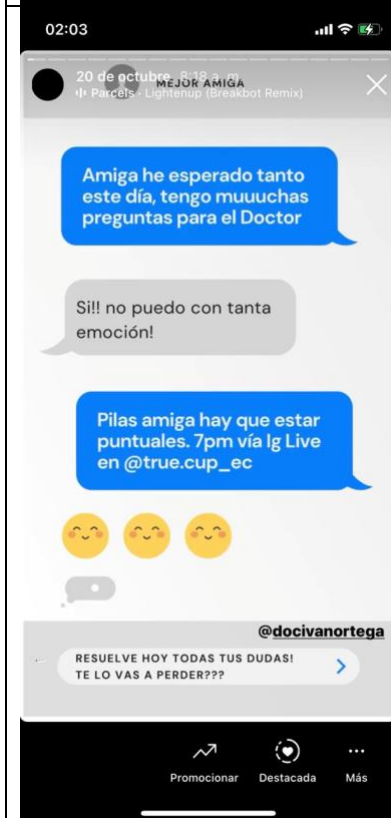 02:03
20 de octubre 8:18 a. m.
MEJOR AMIGA
Parcels - Lightenup (Breakbot Remix)
Amiga he esperado tanto
este día, tengo muuuchas
preguntas para el Doctor
Si!! no puedo con tanta
emoción!
Pilas amiga hay que estar
puntuales. 7pm vía Ig Live
en @true.cup_ec
@docivanortega
RESUELVE HOY TODAS TUS DUDAS!
TE LO VAS A PERDER???
Promocionar
Destacada
Más